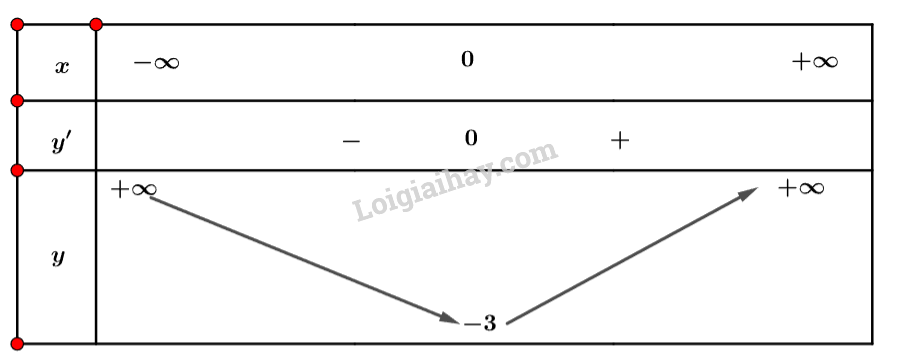 x −∞ 0 +∞
y′ − 0 +
Loigiaihay.com
+∞ +∞
y
−3